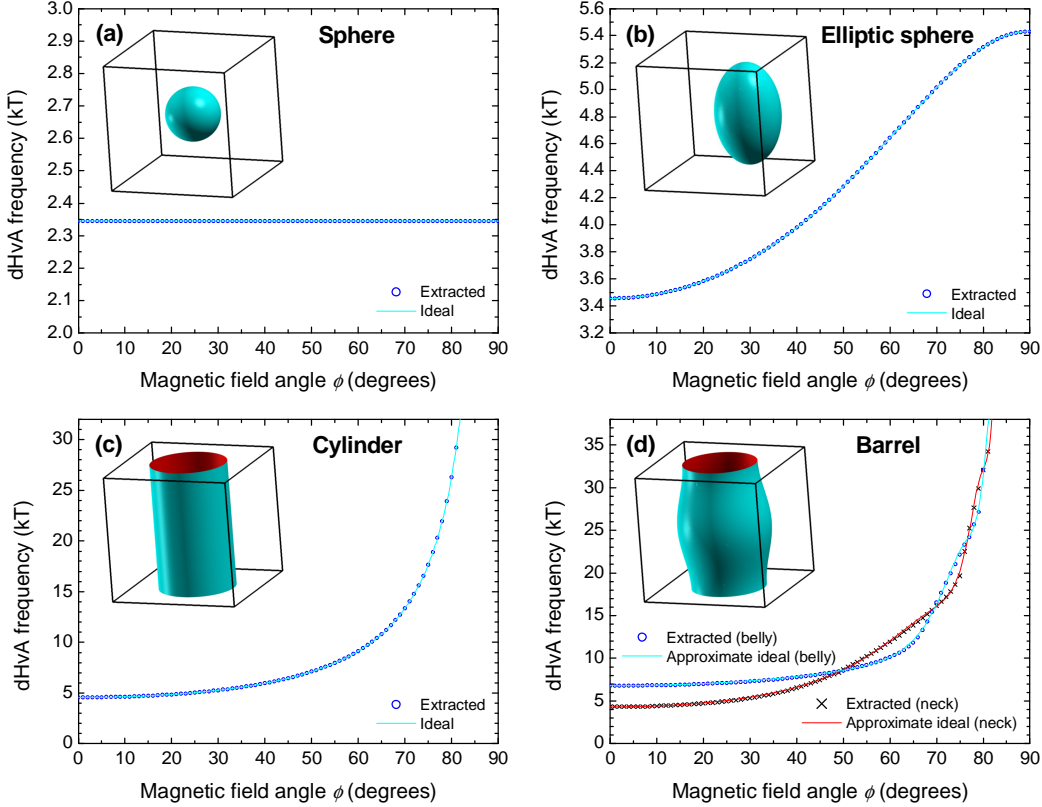 (a) Sphere
3.0
2.9
2.8
2.7
2.6
2.5
2.4
2.3
2.2
2.1
2.0
dHvA frequency (kT)
Extracted
Ideal
0 10 20 30 40 50 60 70 80 90
Magnetic field angle ϕ (degrees)
(b) Elliptic sphere
5.6
5.4
5.2
5.0
4.8
4.6
4.4
4.2
4.0
3.8
3.6
3.4
3.2
dHvA frequency (kT)
Extracted
Ideal
0 10 20 30 40 50 60 70 80 90
Magnetic field angle ϕ (degrees)
(c) Cylinder
30
25
20
15
10
5
0
dHvA frequency (kT)
Extracted
Ideal
0 10 20 30 40 50 60 70 80 90
Magnetic field angle ϕ (degrees)
(d) Barrel
35
30
25
20
15
10
5
0
dHvA frequency (kT)
Extracted (belly)
Approximate ideal (belly)
Extracted (neck)
Approximate ideal (neck)
0 10 20 30 40 50 60 70 80 90
Magnetic field angle ϕ (degrees)